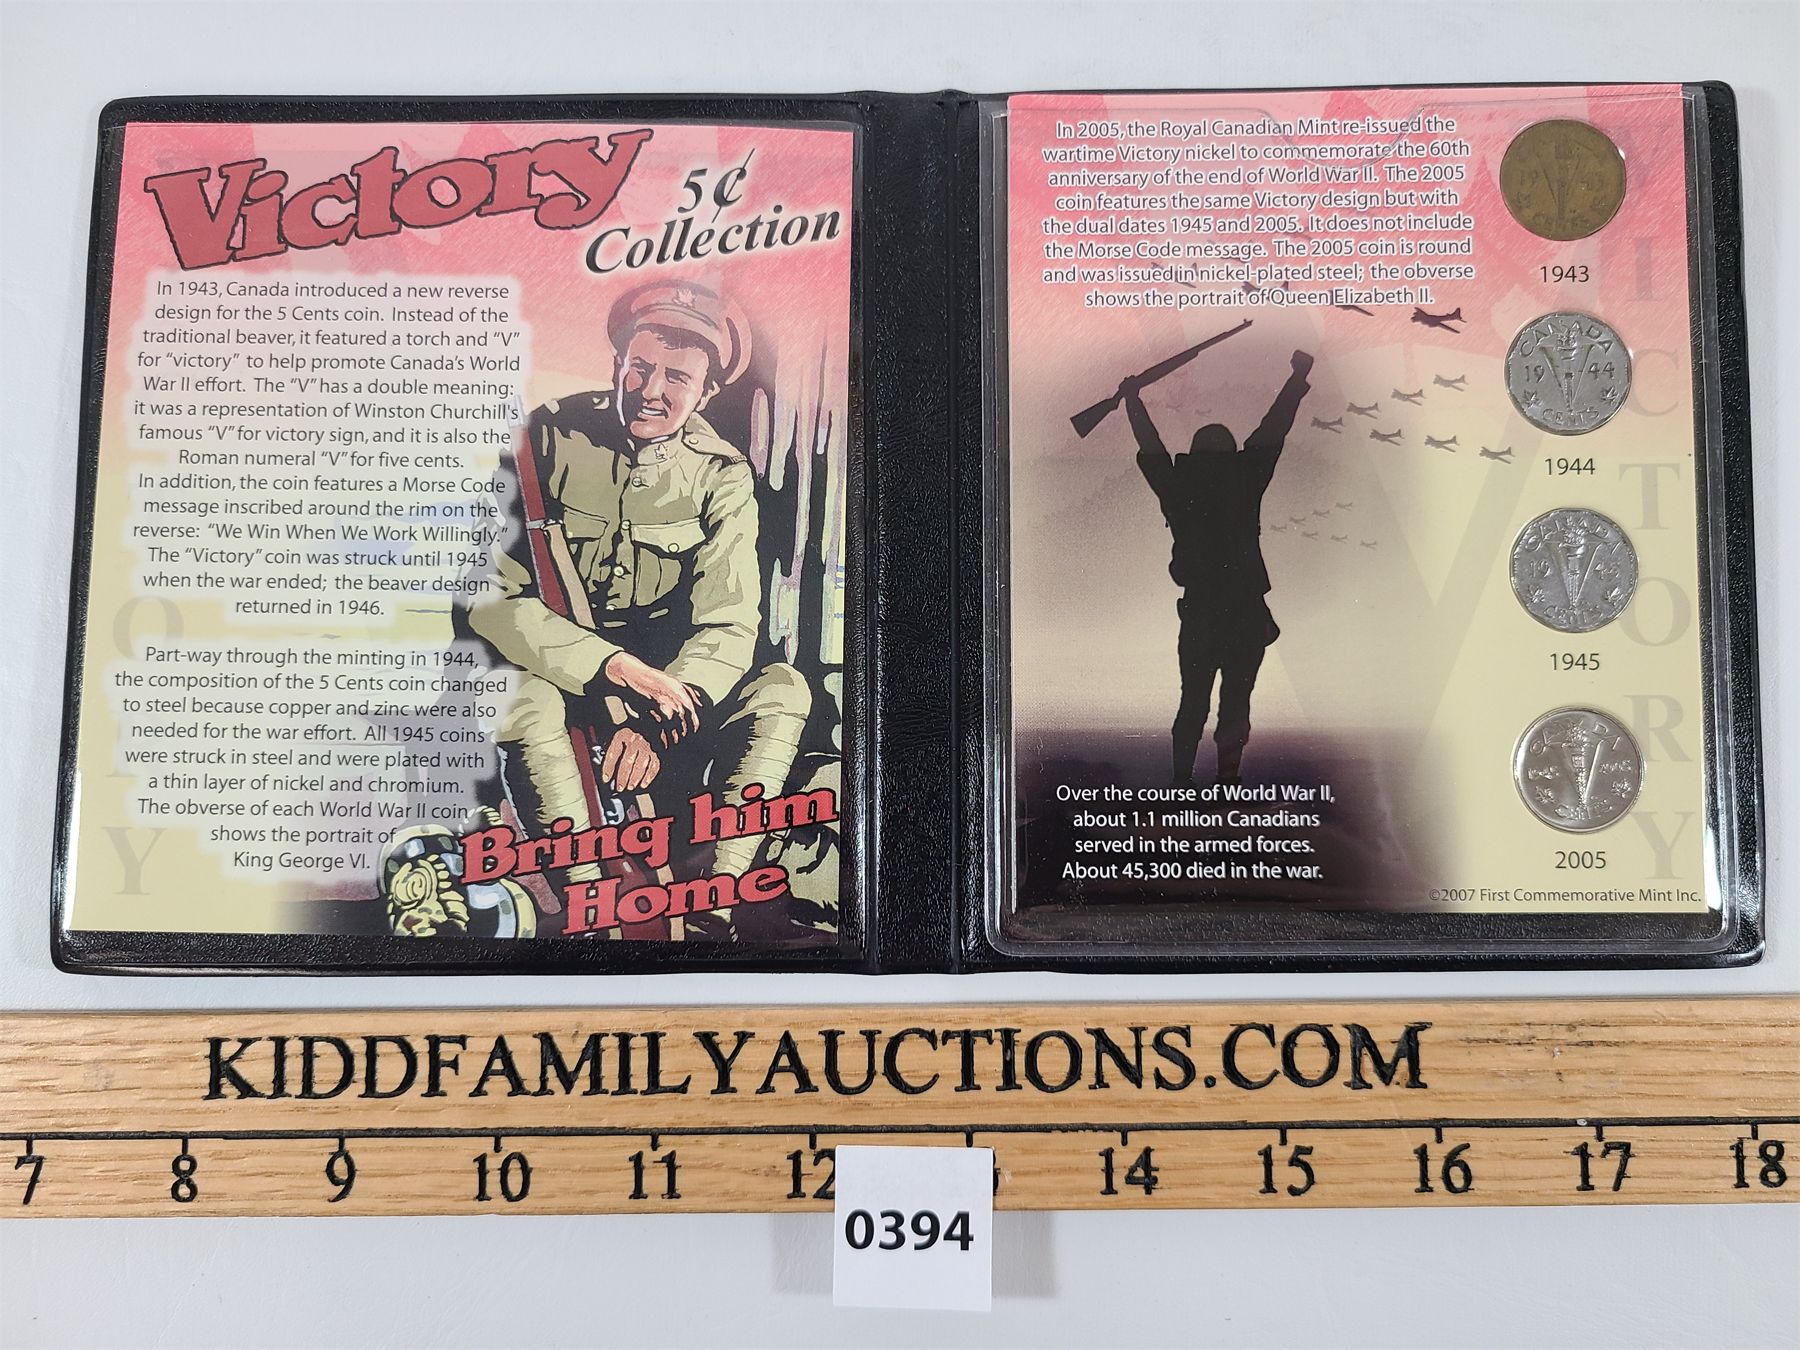 Victory
5¢
Collection
In 1943, Canada introduced a new reverse
design for the 5 Cents coin. Instead of the
traditional beaver, it featured a torch and "V"
for "victory" to help promote Canada's World
War II effort. The "V" has a double meaning:
it was a representation of Winston Churchill's
famous "V" for victory sign, and it is also the
Roman numeral "V" for five cents.
In addition, the coin features a Morse Code
message inscribed around the rim on the
reverse: "We Win When We Work Willingly."
The "Victory" coin was struck until 1945
when the war ended; the beaver design
returned in 1946.
Part-way through the minting in 1944,
the composition of the 5 Cents coin changed
to steel because copper and zinc were also
needed for the war effort. All 1945 coins
were struck in steel and were plated with
a thin layer of nickel and chromium.
The obverse of each World War II coin
shows the portrait of
King George VI.
Bring him
Home
In 2005, the Royal Canadian Mint re-issued the
wartime Victory nickel to commemorate the 60th
anniversary of the end of World War II. The 2005
coin features the same Victory design but with
the dual dates 1945 and 2005. It does not include
the Morse Code message. The 2005 coin is round
and was issued in nickel-plated steel; the obverse
shows the portrait of Queen Elizabeth II.
Over the course of World War II,
about 1.1 million Canadians
served in the armed forces.
About 45,300 died in the war.
19 43
CENTS
1943
CANADA
19 44
CENTS
1944
CANADA
19 45
CENTS
1945
CANADA
1945 2005
CENTS
2005
VICTORY
©2007 First Commemorative Mint Inc.
KIDDFAMILYAUCTIONS.COM
7 8 9 10 11 12 14 15 16 17 18
0394